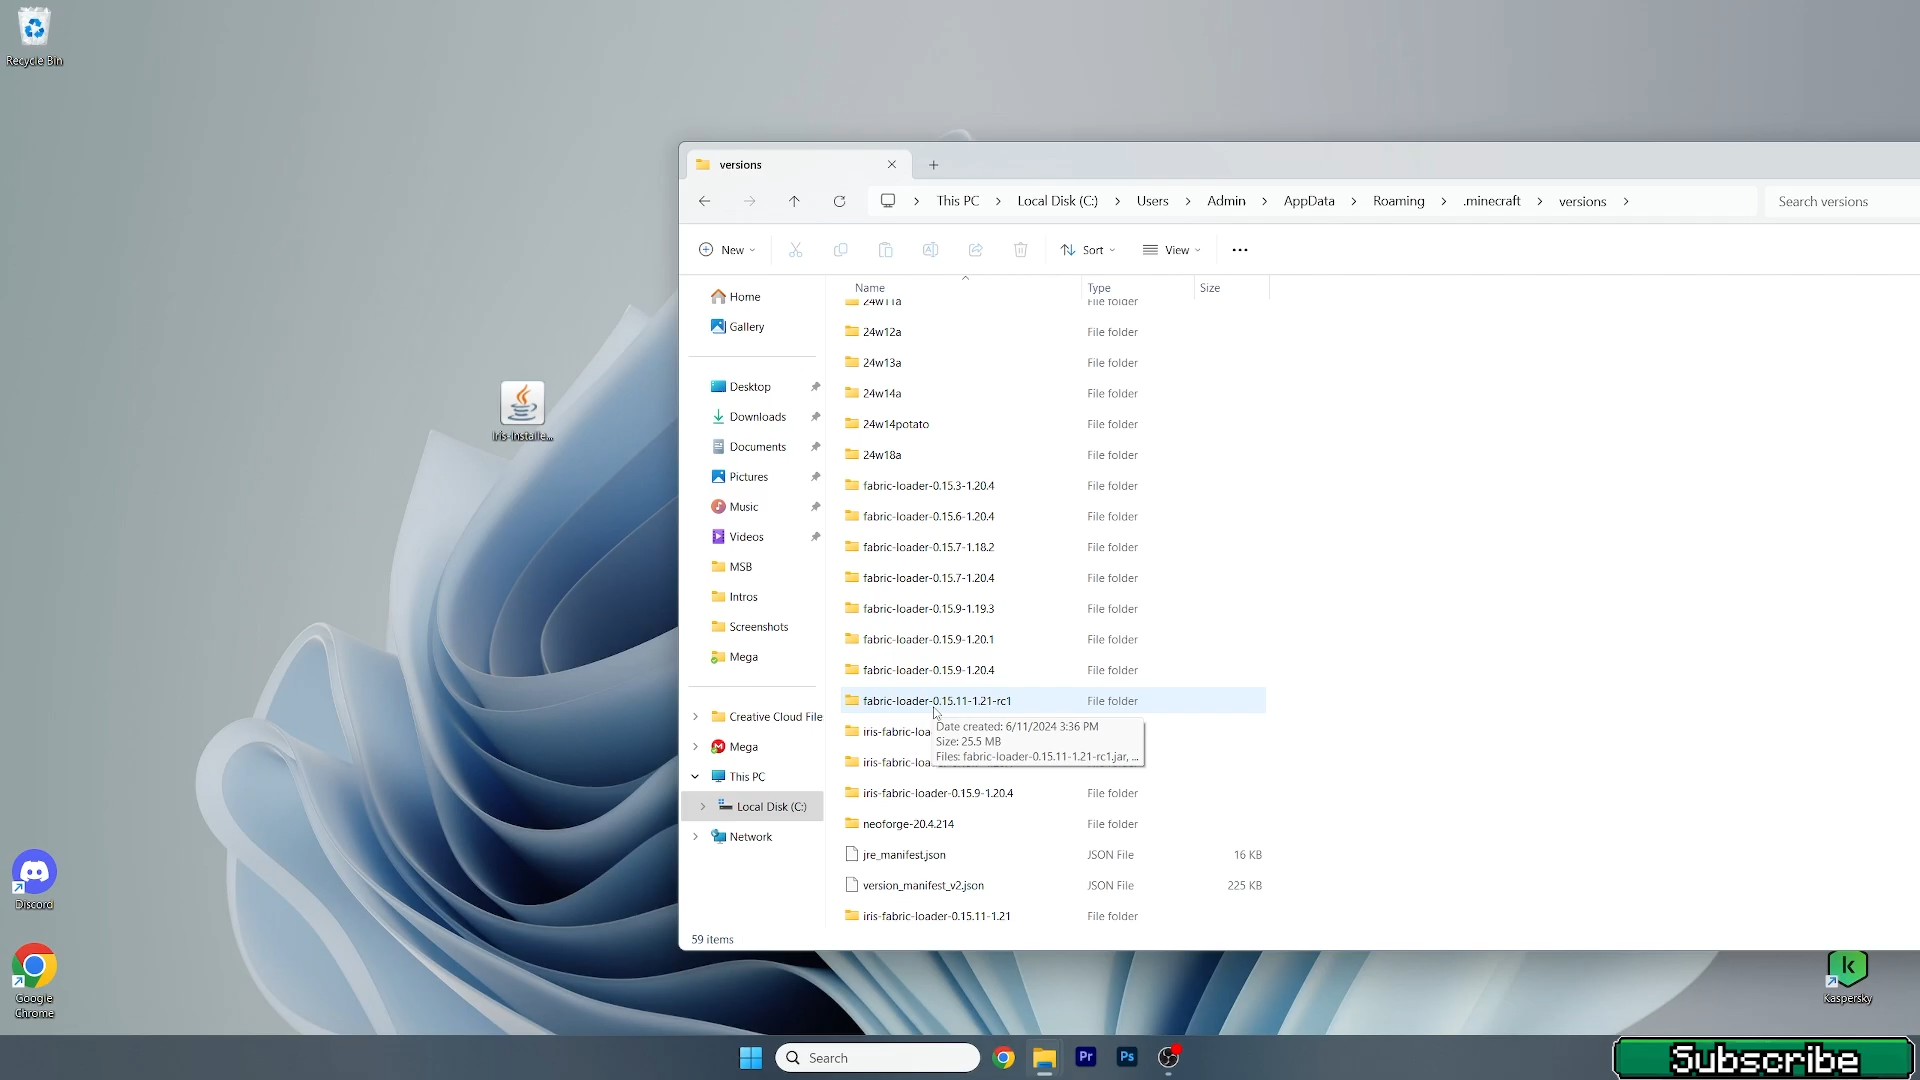 Recycle Bin
Iris-Installe...
Discord
Google
Chrome
Kaspersky
versions
This PC
Local Disk (C:)
Users
Admin
AppData
Roaming
.minecraft
versions
Search versions
New
Sort
View
Home
Gallery
Desktop
Downloads
Documents
Pictures
Music
Videos
MSB
Intros
Screenshots
Mega
Creative Cloud File
Mega
This PC
Local Disk (C:)
Network
Name Type Size
24w11a File folder
24w12a File folder
24w13a File folder
24w14a File folder
24w14potato File folder
24w18a File folder
fabric-loader-0.15.3-1.20.4 File folder
fabric-loader-0.15.6-1.20.4 File folder
fabric-loader-0.15.7-1.18.2 File folder
fabric-loader-0.15.7-1.20.4 File folder
fabric-loader-0.15.9-1.19.3 File folder
fabric-loader-0.15.9-1.20.1 File folder
fabric-loader-0.15.9-1.20.4 File folder
fabric-loader-0.15.11-1.21-rc1 File folder
iris-fabric-loa
Date created: 6/11/2024 3:36 PM
Size: 25.5 MB
Files: fabric-loader-0.15.11-1.21-rc1.jar, ...
iris-fabric-loa
iris-fabric-loader-0.15.9-1.20.4 File folder
neoforge-20.4.214 File folder
jre_manifest.json JSON File 16 KB
version_manifest_v2.json JSON File 225 KB
iris-fabric-loader-0.15.11-1.21 File folder
59 items
Search
Pr
Ps
Subscribe